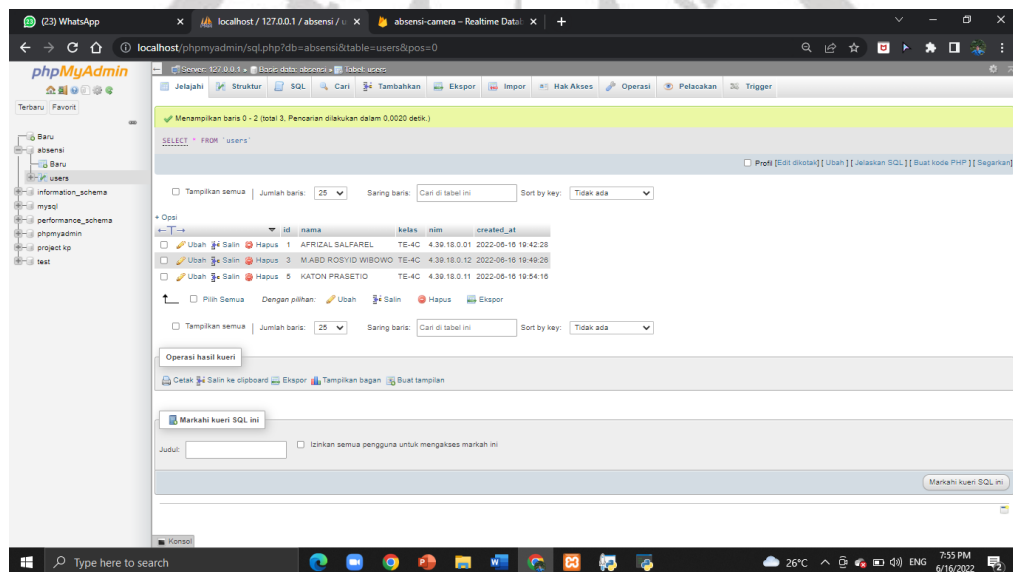 (23) WhatsApp localhost / 127.0.0.1 / absensi / u absensi-camera – Realtime Datab
localhost/phpmyadmin/sql.php?db=absensi&table=users&pos=0
phpMyAdmin
Terbaru Favorit
Baru
absensi
Baru
users
information_schema
mysql
performance_schema
phpmyadmin
project kp
test
Server: 127.0.0.1 » Basis data: absensi » Tabel: users
Jelajahi Struktur SQL Cari Tambahkan Ekspor Impor Hak Akses Operasi Pelacakan Trigger
Menampilkan baris 0 - 2 (total 3, Pencarian dilakukan dalam 0,0020 detik.)
SELECT * FROM `users`
Profil [Edit dikotak] [ Ubah ] [ Jelaskan SQL ] [ Buat kode PHP ] [ Segarkan]
Tampilkan semua | Jumlah baris: 25 Saring baris: Cari di tabel ini Sort by key: Tidak ada
+ Opsi
←T→ id nama kelas nim created_at
Ubah Salin Hapus 1 AFRIZAL SALFAREL TE-4C 4.39.18.0.01 2022-06-16 19:42:28
Ubah Salin Hapus 3 M.ABD ROSYID WIBOWO TE-4C 4.39.18.0.12 2022-06-16 19:49:26
Ubah Salin Hapus 5 KATON PRASETIO TE-4C 4.39.18.0.11 2022-06-16 19:54:16
Pilih Semua Dengan pilihan: Ubah Salin Hapus Ekspor
Tampilkan semua | Jumlah baris: 25 Saring baris: Cari di tabel ini Sort by key: Tidak ada
Operasi hasil kueri
Cetak Salin ke clipboard Ekspor Tampilkan bagan Buat tampilan
Markahi kueri SQL ini
Judul: Izinkan semua pengguna untuk mengakses markah ini
Markahi kueri SQL ini
Konsol
Type here to search
26°C ENG 7:55 PM
6/16/2022